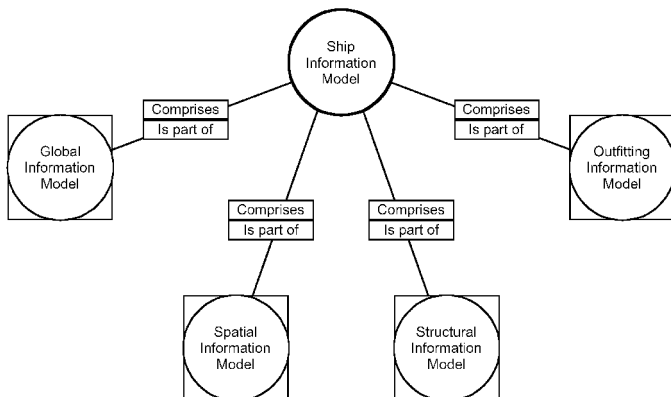 Ship
Information
Model
Comprises
Is part of
Comprises
Is part of
Global
Information
Model
Outfitting
Information
Model
Comprises
Is part of
Comprises
Is part of
Spatial
Information
Model
Structural
Information
Model